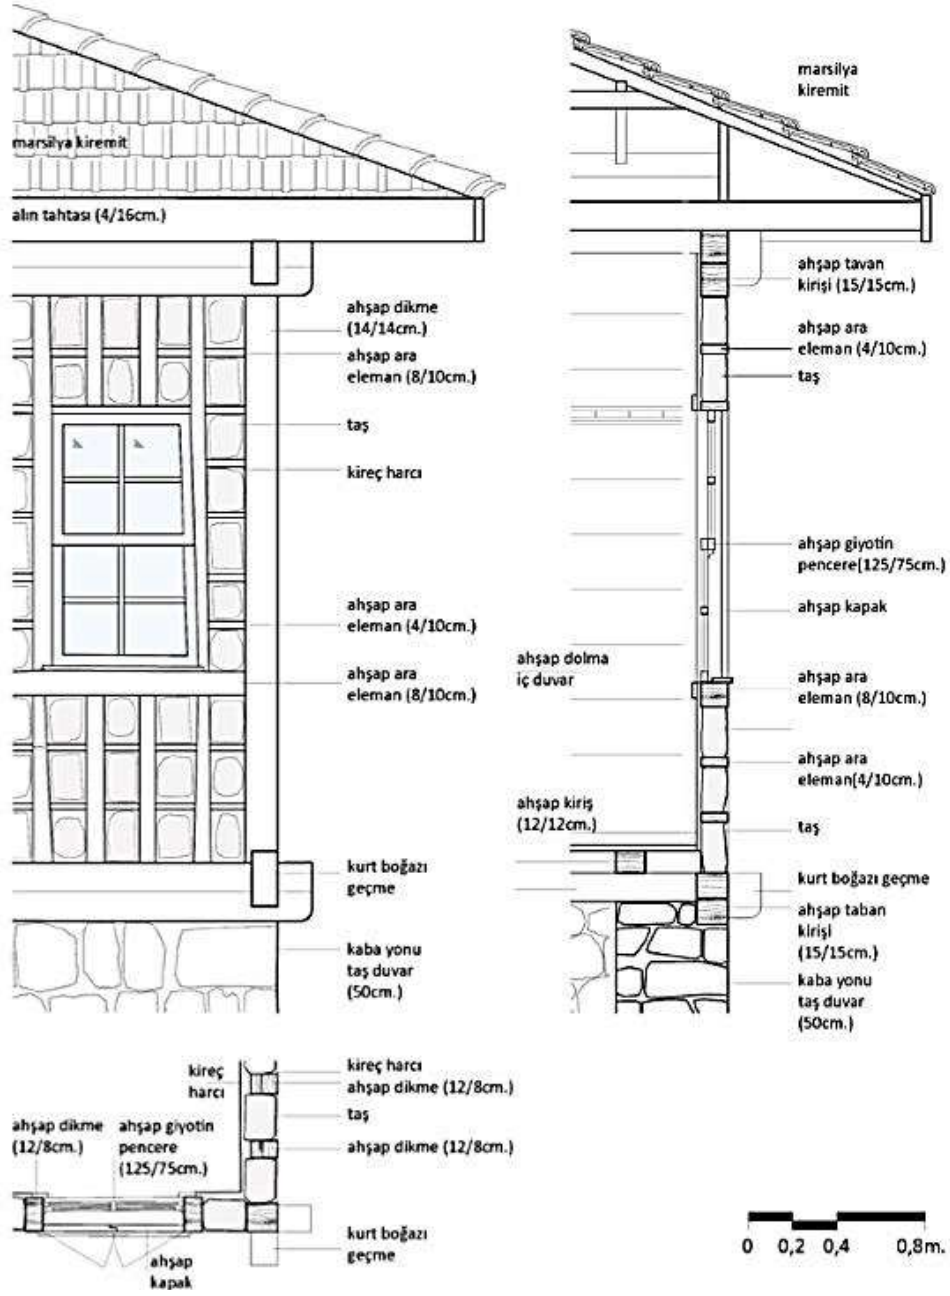 marsilya kiremit
alın tahtası (4/16cm.)
ahşap dikme
(14/14cm.)
ahşap ara
eleman (8/10cm.)
taş
kireç harcı
ahşap ara
eleman (4/10cm.)
ahşap ara
eleman (8/10cm.)
kurt boğazı
geçme
kaba yonu
taş duvar
(50cm.)
marsilya
kiremit
ahşap tavan
kirişi (15/15cm.)
ahşap ara
eleman (4/10cm.)
taş
ahşap giyotin
pencere(125/75cm.)
ahşap kapak
ahşap dolma
iç duvar
ahşap ara
eleman (8/10cm.)
ahşap ara
eleman(4/10cm.)
ahşap kiriş
(12/12cm.)
taş
kurt boğazı geçme
ahşap taban
kirişi
(15/15cm.)
kaba yonu
taş duvar
(50cm.)
kireç
harcı
kireç harcı
ahşap dikme (12/8cm.)
taş
ahşap dikme (12/8cm.)
ahşap dikme
(12/8cm.)
ahşap giyotin
pencere
(125/75cm.)
kurt boğazı
geçme
ahşap
kapak
0 0,2 0,4 0,8m.